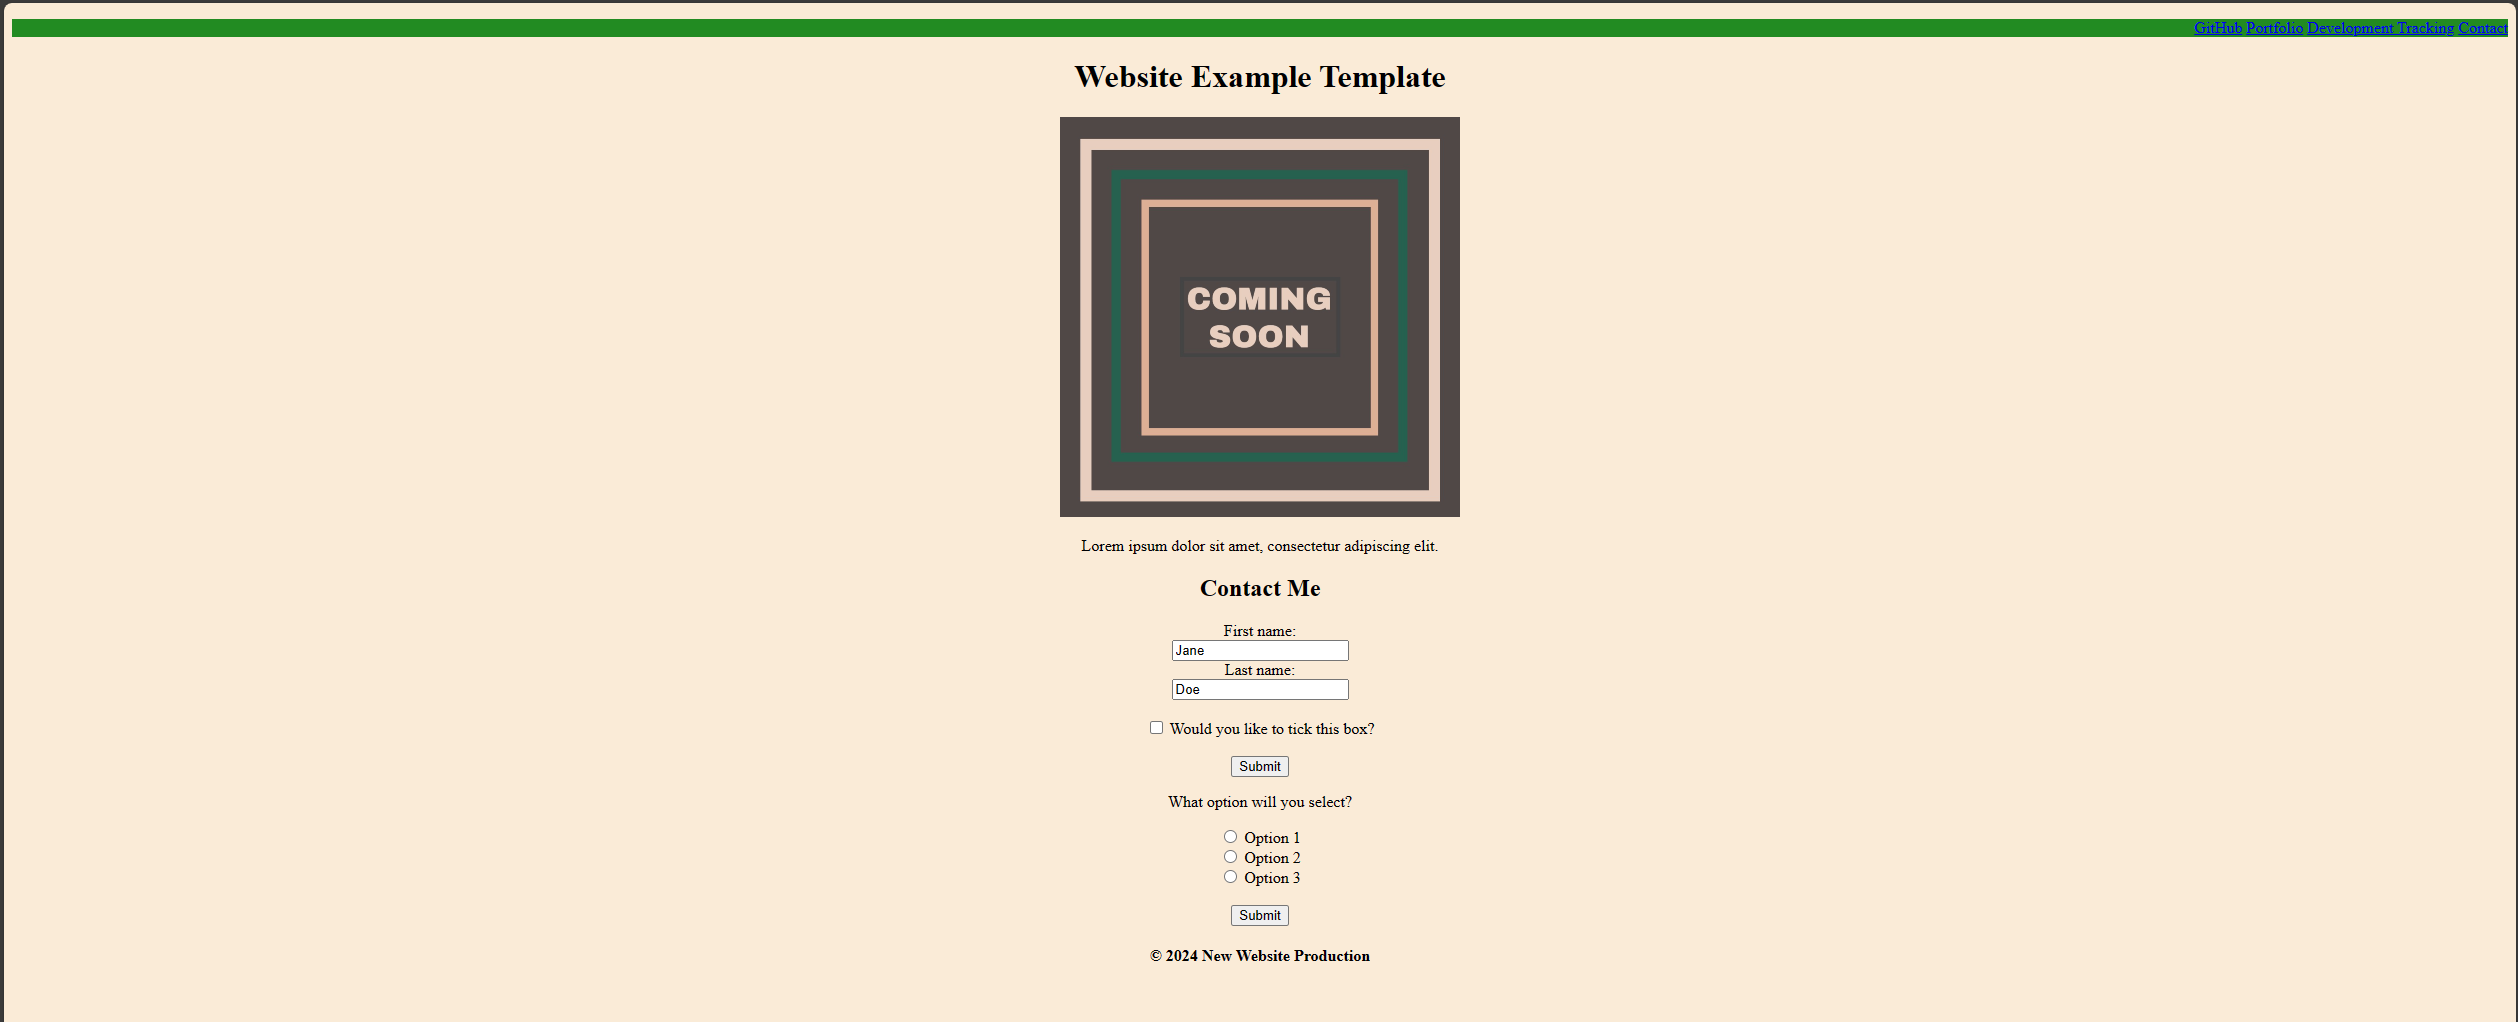 GitHub Portfolio Development Tracking Contact
Website Example Template
COMING
SOON
Lorem ipsum dolor sit amet, consectetur adipiscing elit.
Contact Me
First name:
Jane
Last name:
Doe
Would you like to tick this box?
Submit
What option will you select?
Option 1
Option 2
Option 3
Submit
© 2024 New Website Production